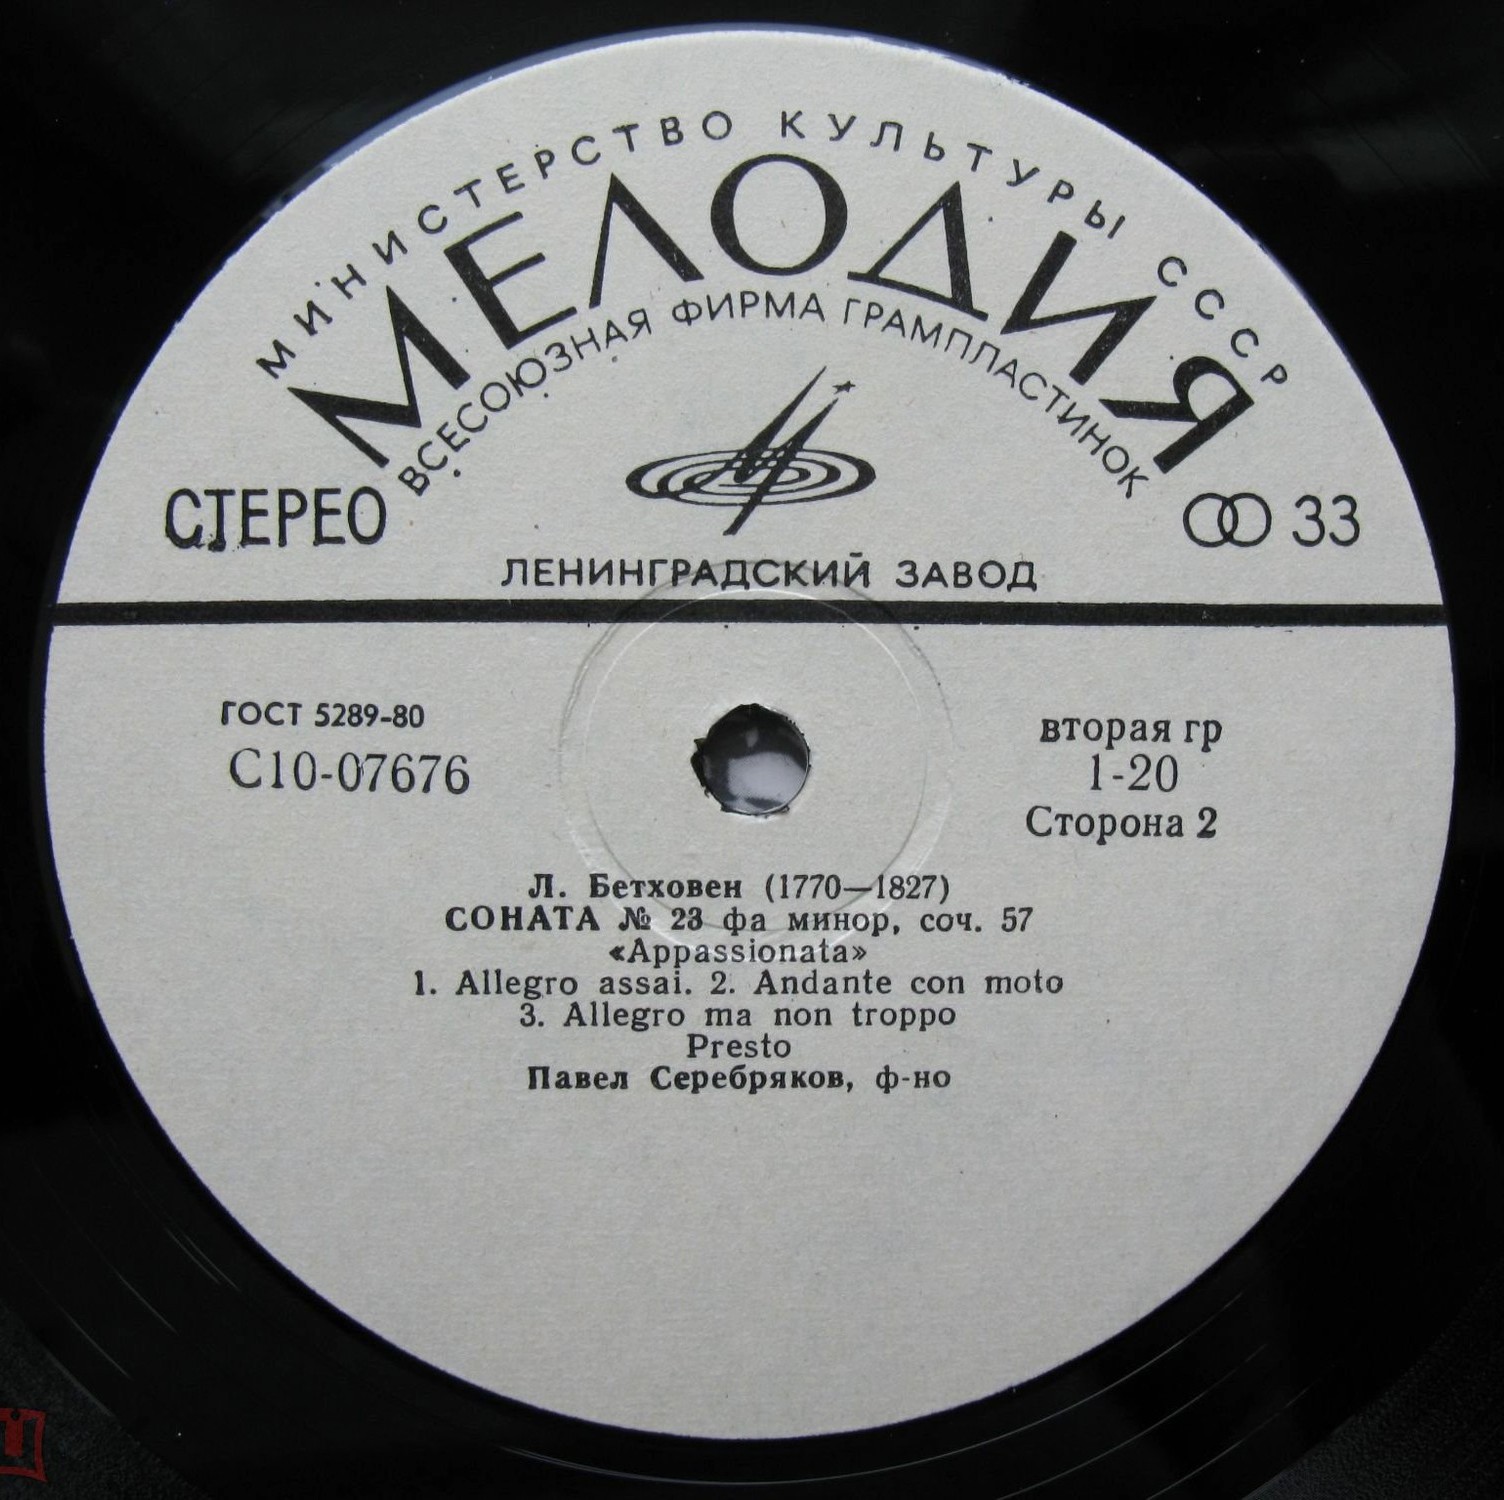 МИНИСТЕРСТВО КУЛЬТУРЫ СССР
МЕЛОДИЯ
ВСЕСОЮЗНАЯ ФИРМА ГРАМПЛАСТИНОК
СТЕРЕО
33
ЛЕНИНГРАДСКИЙ ЗАВОД
ГОСТ 5289-80
С10-07676
вторая гр
1-20
Сторона 2
Л. Бетховен (1770—1827)
СОНАТА № 23 фа минор, соч. 57
«Appassionata»
1. Allegro assai. 2. Andante con moto
3. Allegro ma non troppo
Presto
Павел Серебряков, ф-но